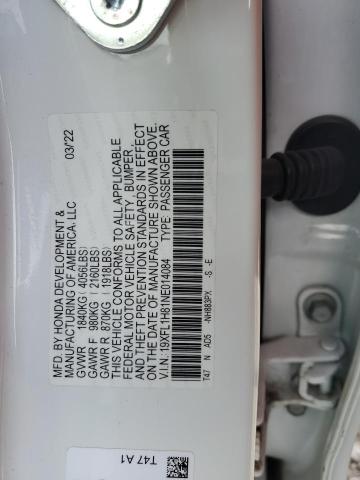 MFD. BY HONDA DEVELOPMENT & 03/22
MANUFACTURING OF AMERICA, LLC
GVWR 1840KG (4056LBS)
GAWR F 980KG (2160LBS)
GAWR R 870KG (1918LBS)
THIS VEHICLE CONFORMS TO ALL APPLICABLE
FEDERAL MOTOR VEHICLE SAFETY, BUMPER
AND THEFT PREVENTION STANDARDS IN EFFECT
ON THE DATE OF MANUFACTURE SHOWN ABOVE.
V.I.N: 19XFL1H81NE014084 TYPE: PASSENGER CAR
T47 N AOS -NH883PX -S -E
T47 A1